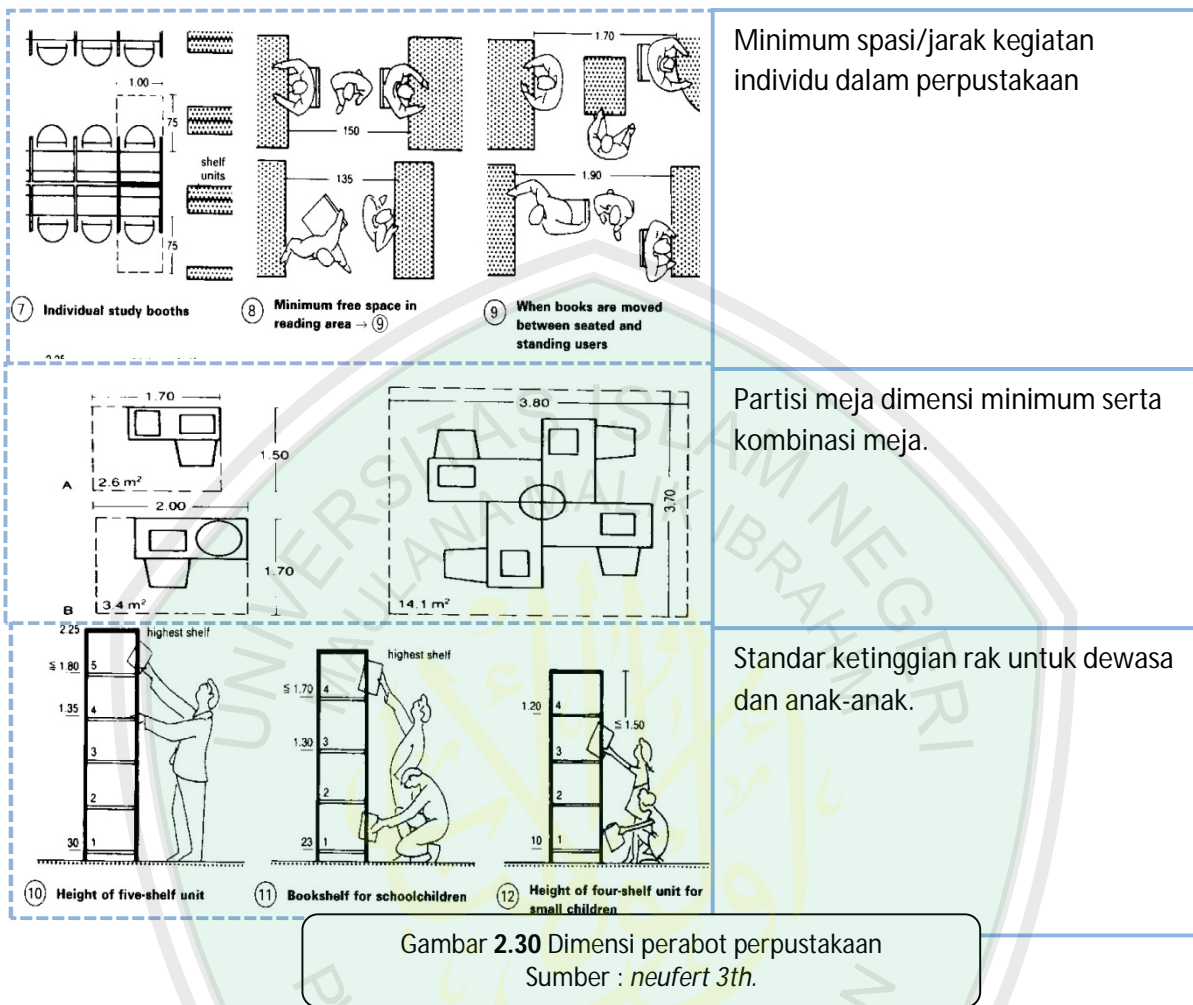 1.00
75
shelf
units
75
7 Individual study booths
150
135
8 Minimum free space in
reading area → 9
1.70
1.90
9 When books are moved
between seated and
standing users
Minimum spasi/jarak kegiatan
individu dalam perpustakaan
1.70
1.50
A 2.6 m²
2.00
1.70
B 3.4 m²
3.80
3.70
14.1 m²
Partisi meja dimensi minimum serta
kombinasi meja.
2.25 highest shelf
≤ 1.80 5
1.35 4
3
2
30 1
10 Height of five-shelf unit
highest shelf
≤ 1.70 4
1.30 3
2
23 1
11 Bookshelf for schoolchildren
1.20 4
≤ 1.50
3
2
10 1
12 Height of four-shelf unit for
small children
Standar ketinggian rak untuk dewasa
dan anak-anak.
Gambar 2.30 Dimensi perabot perpustakaan
Sumber : neufert 3th.
UNIVERSITAS ISLAM NEGERI
MAULANA MALIK IBRAHIM